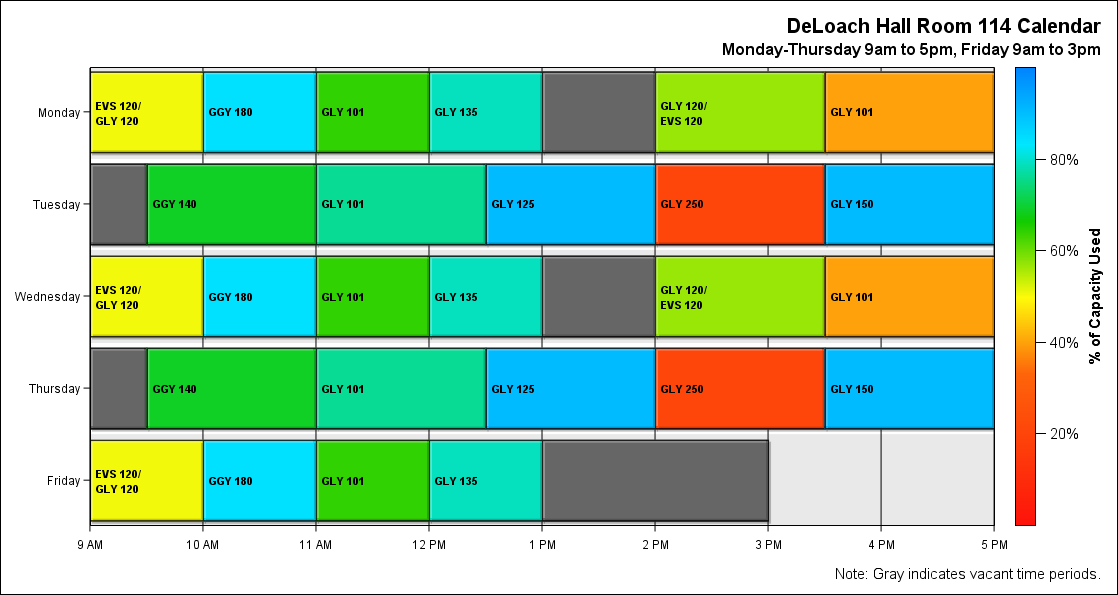 DeLoach Hall Room 114 Calendar
Monday-Thursday 9am to 5pm, Friday 9am to 3pm
Monday
EVS 120/
GLY 120
GGY 180
GLY 101
GLY 135
GLY 120/
EVS 120
GLY 101
Tuesday
GGY 140
GLY 101
GLY 125
GLY 250
GLY 150
Wednesday
EVS 120/
GLY 120
GGY 180
GLY 101
GLY 135
GLY 120/
EVS 120
GLY 101
Thursday
GGY 140
GLY 101
GLY 125
GLY 250
GLY 150
Friday
EVS 120/
GLY 120
GGY 180
GLY 101
GLY 135
9 AM
10 AM
11 AM
12 PM
1 PM
2 PM
3 PM
4 PM
5 PM
80%
60%
40%
20%
% of Capacity Used
Note: Gray indicates vacant time periods.